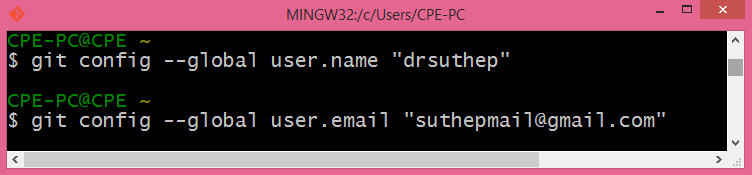 MINGW32:/c/Users/CPE-PC
CPE-PC@CPE ~
$ git config --global user.name "drsuthep"
CPE-PC@CPE ~
$ git config --global user.email "suthepmail@gmail.com"